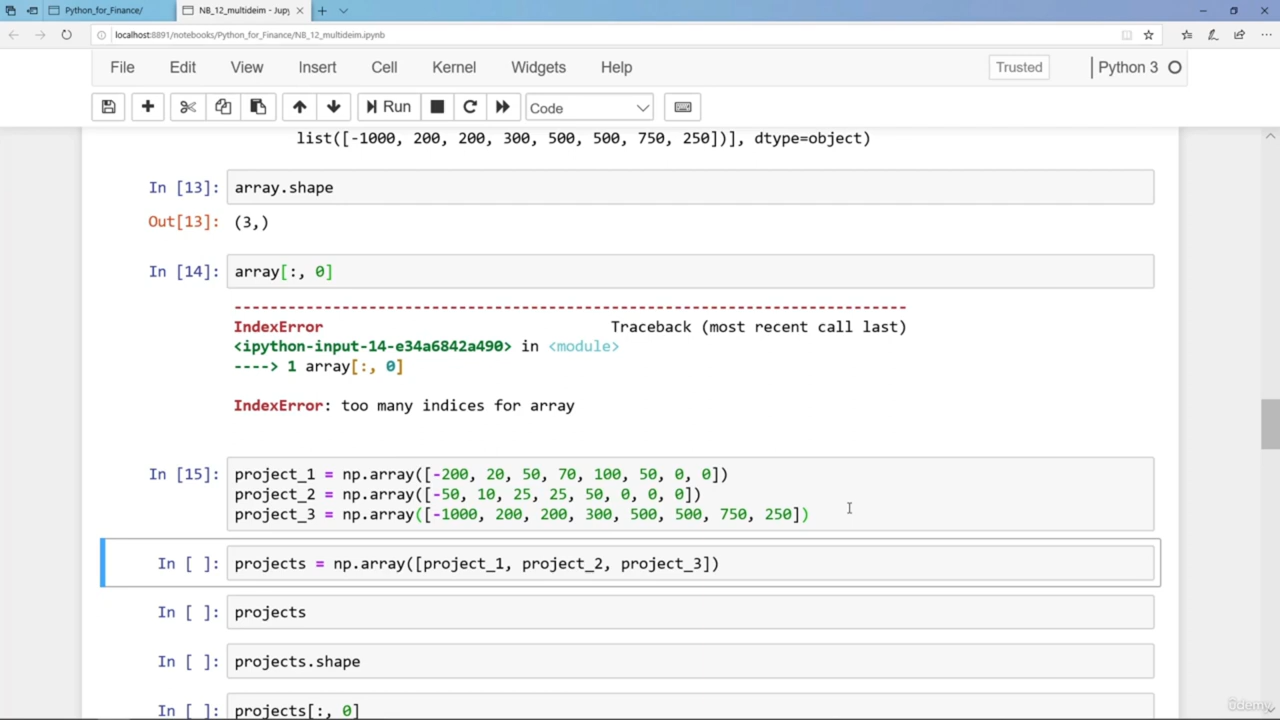 Python_for_Finance/
NB_12_multideim - Jupy
localhost:8891/notebooks/Python_for_Finance/NB_12_multideim.ipynb
File Edit View Insert Cell Kernel Widgets Help Trusted Python 3
Run Code
list([-1000, 200, 200, 300, 500, 500, 750, 250])], dtype=object)
In [13]: array.shape
Out[13]: (3,)
In [14]: array[:, 0]
---------------------------------------------------------------------------
IndexError Traceback (most recent call last)
<ipython-input-14-e34a6842a490> in <module>
----> 1 array[:, 0]
IndexError: too many indices for array
In [15]: project_1 = np.array([-200, 20, 50, 70, 100, 50, 0, 0])
project_2 = np.array([-50, 10, 25, 25, 50, 0, 0, 0])
project_3 = np.array([-1000, 200, 200, 300, 500, 500, 750, 250])
In [ ]: projects = np.array([project_1, project_2, project_3])
In [ ]: projects
In [ ]: projects.shape
In [ ]: projects[:, 0]
ûdemy